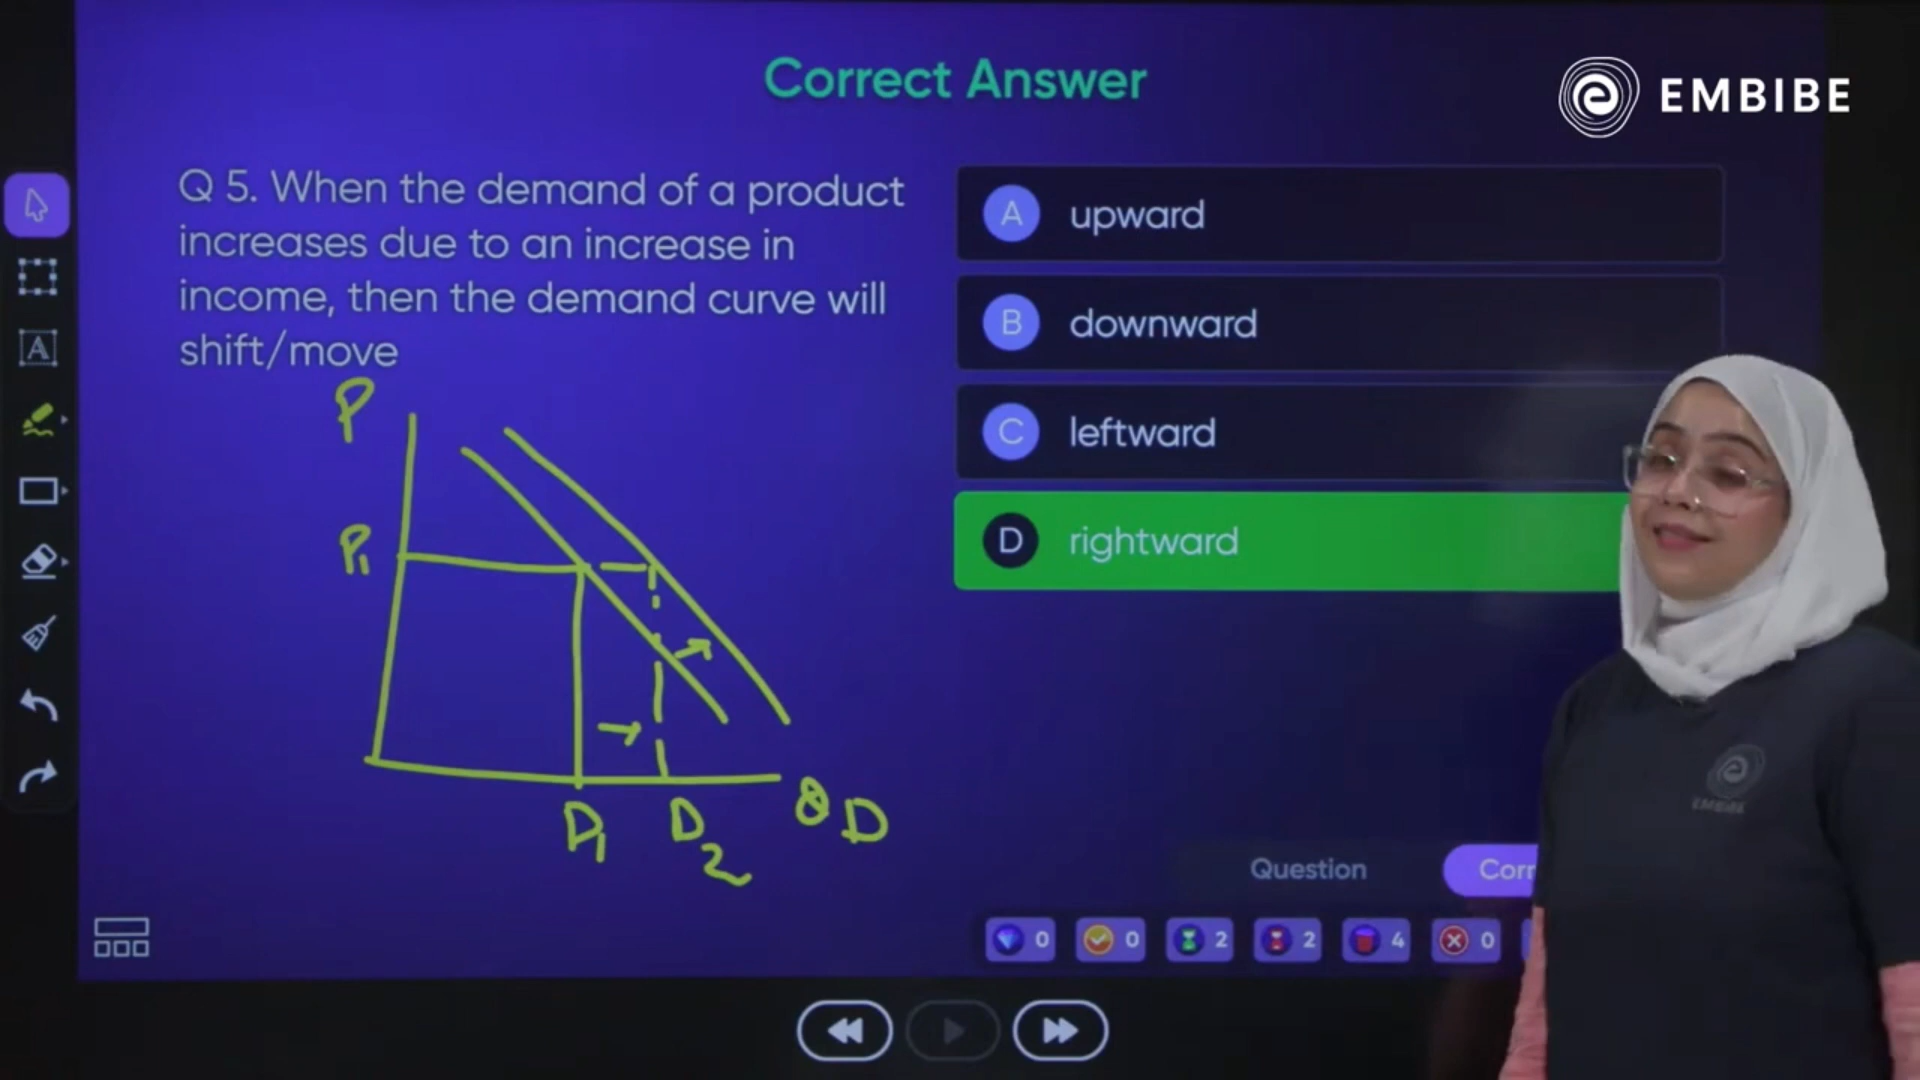 Correct Answer
EMBIBE
Q 5. When the demand of a product
increases due to an increase in
income, then the demand curve will
shift/move
A upward
B downward
C leftward
D rightward
P
P1
D1
D2
QD
EMBIBE
Question
Corr
0
0
2
2
4
0
A